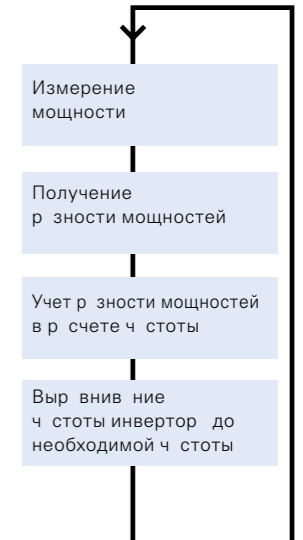 Измерение
мощности
Получение
р зности мощностей
Учет р зности мощностей
в р счете ч стоты
Выр внив ние
ч стоты инвертор до
необходимой ч стоты